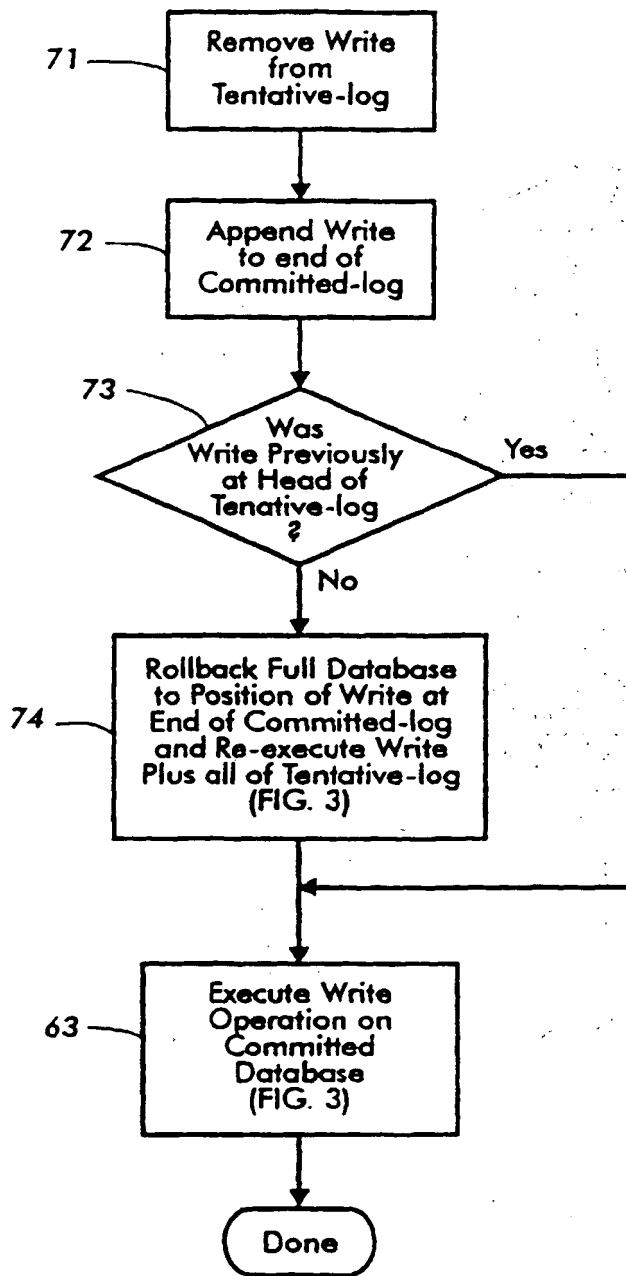 71
Remove Write
from
Tentative-log
72
Append Write
to end of
Committed-log
73
Was
Write Previously
at Head of
Tenative-log
?
Yes
No
74
Rollback Full Database
to Position of Write at
End of Committed-log
and Re-execute Write
Plus all of Tentative-log
(FIG. 3)
63
Execute Write
Operation on
Committed
Database
(FIG. 3)
Done